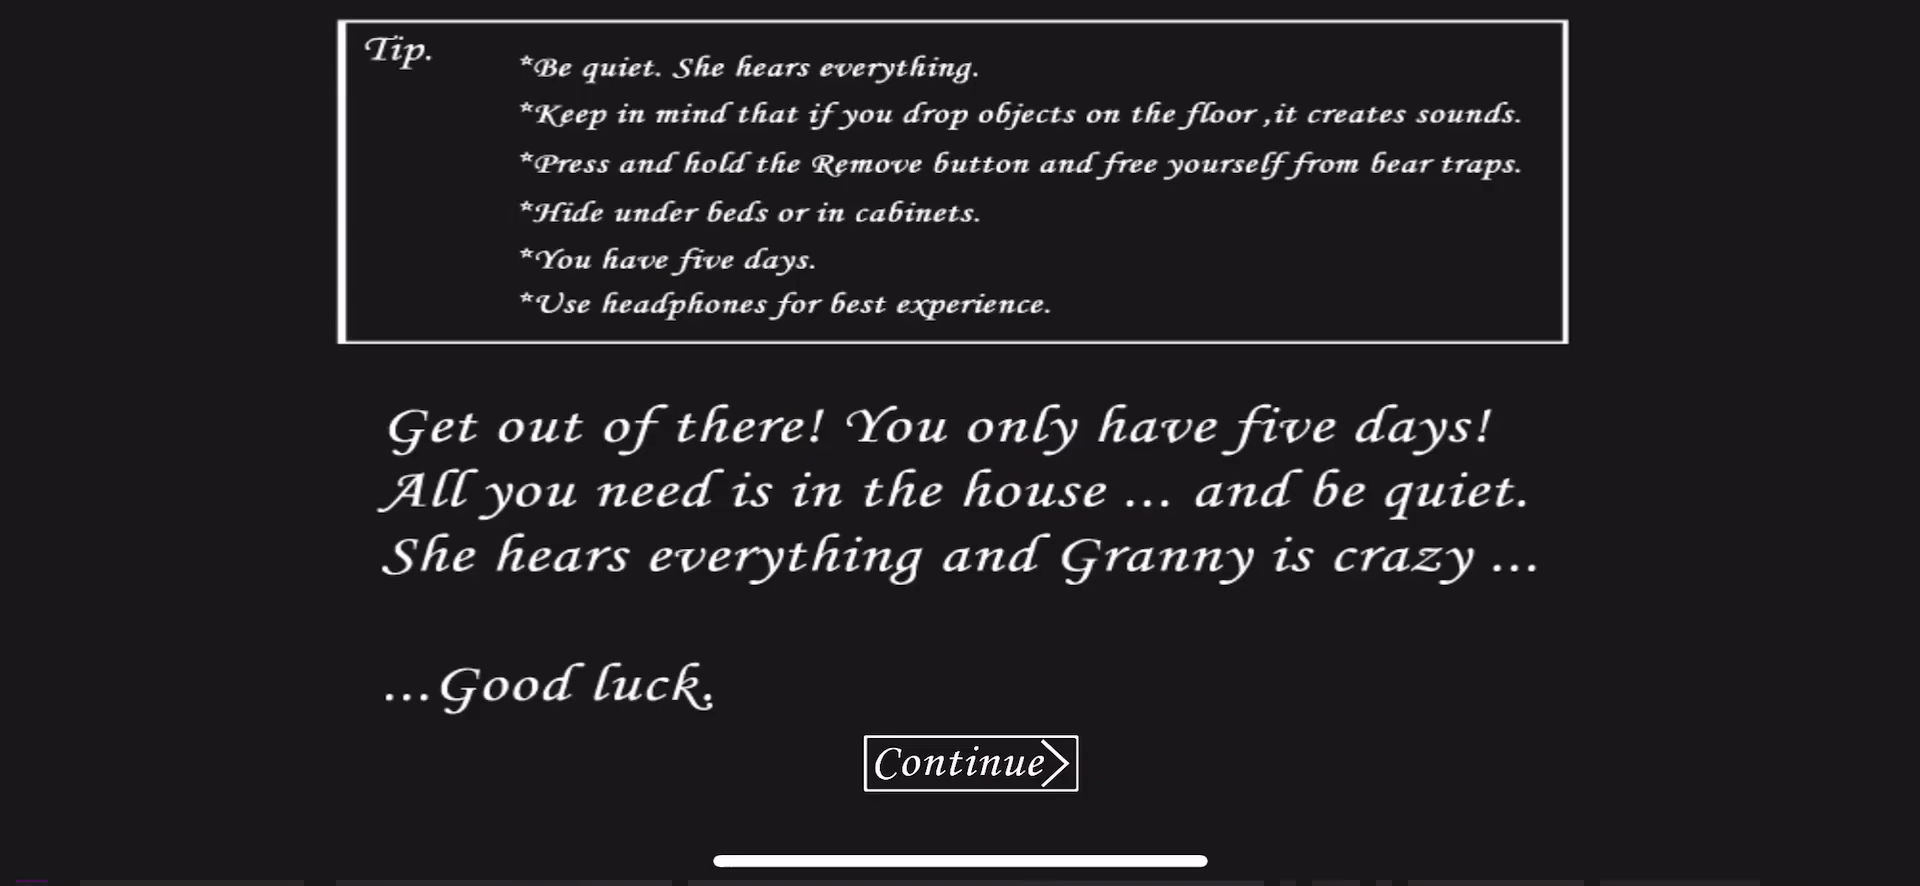 Tip.
*Be quiet. She hears everything.
*Keep in mind that if you drop objects on the floor ,it creates sounds.
*Press and hold the Remove button and free yourself from bear traps.
*Hide under beds or in cabinets.
*You have five days.
*Use headphones for best experience.
Get out of there! You only have five days!
All you need is in the house ... and be quiet.
She hears everything and Granny is crazy ...
...Good luck.
Continue>